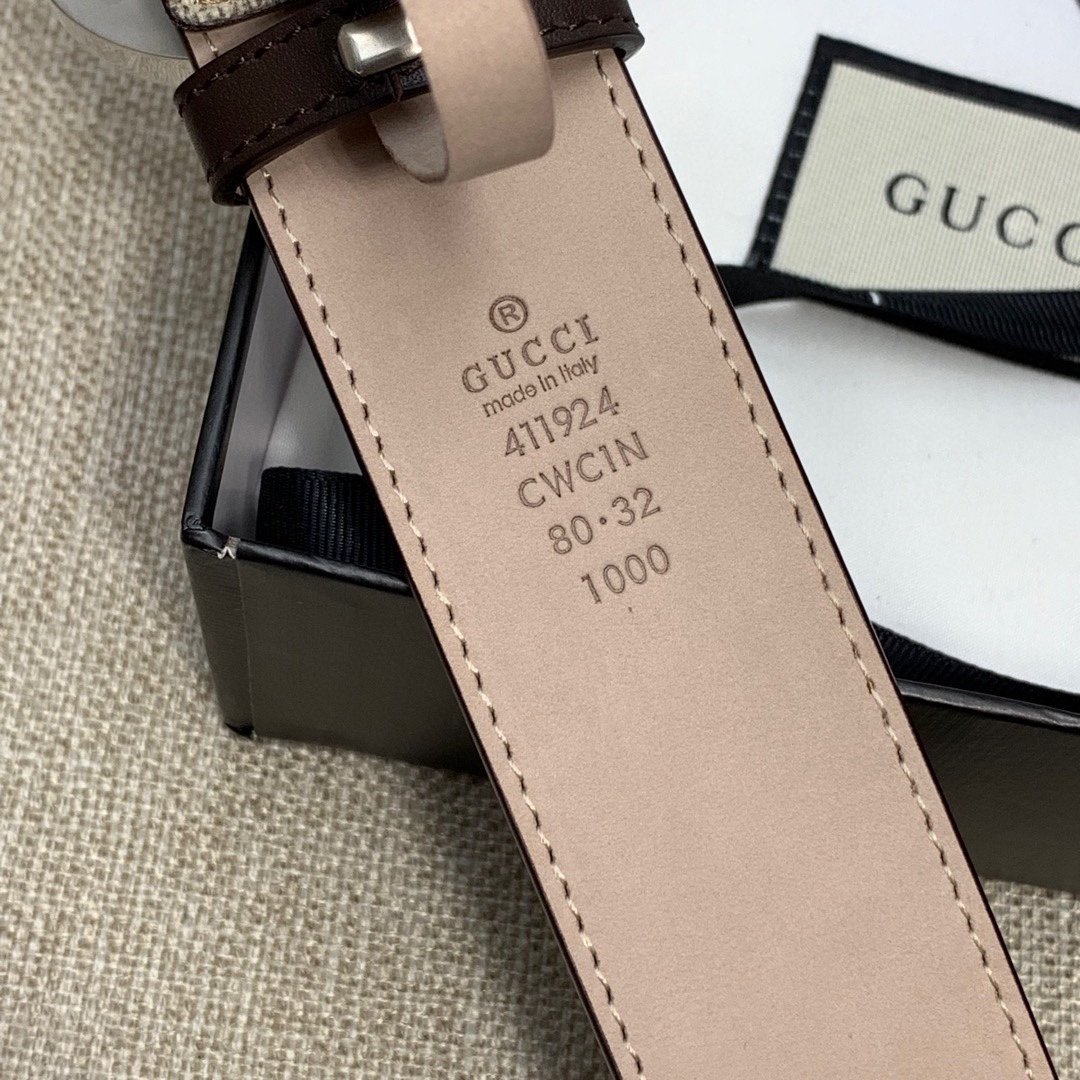 ®
GUCCI
made in Italy
411924
CWC1N
80·32
1000
GUCC